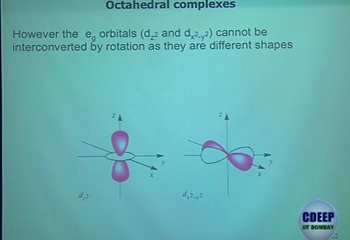 Octahedral complexes
However the eg orbitals (dz2 and dx2-y2) cannot be
interconverted by rotation as they are different shapes
z
z
y
x
y
x
dz2
dx2-y2
CDEEP
IIT BOMBAY
2